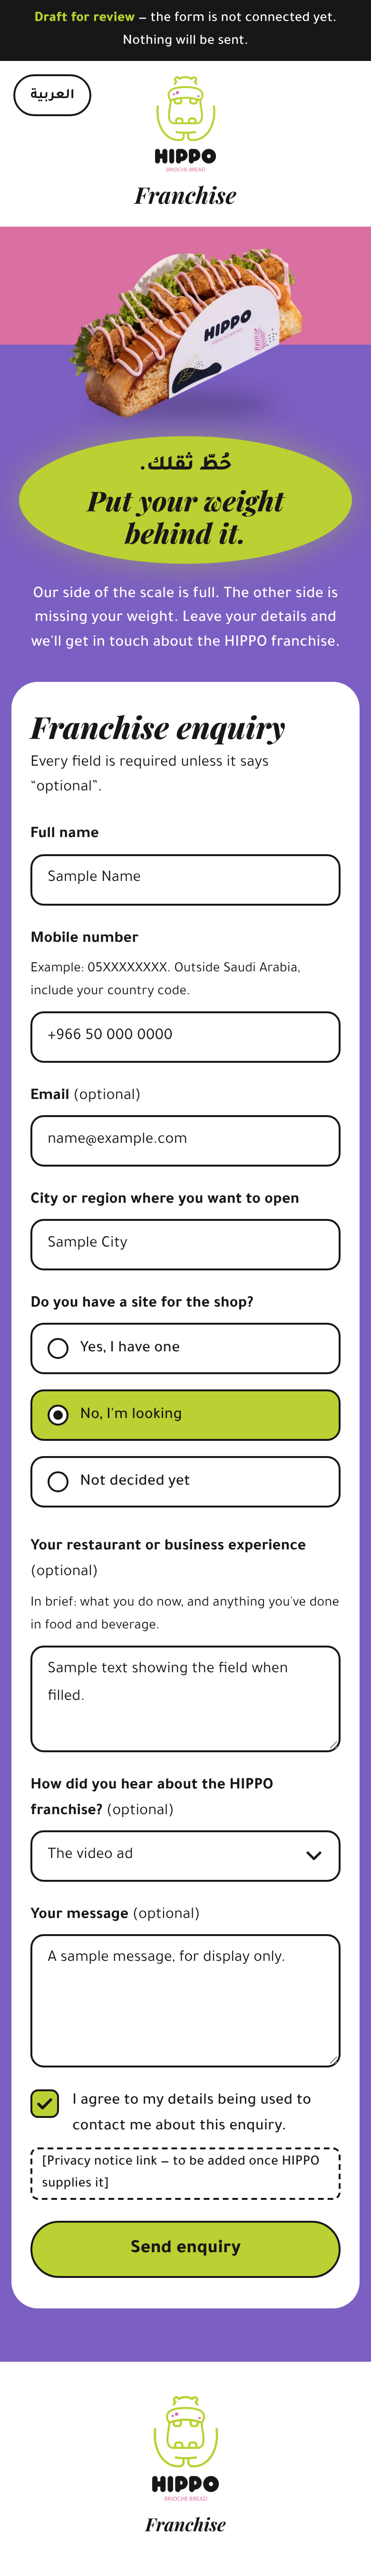 Draft for review – the form is not connected yet.
Nothing will be sent.
العربية
HIPPO
BRIOCHE BREAD
Franchise
HIPPO
حُطّ ثقلك.
Put your weight
behind it.
Our side of the scale is full. The other side is
missing your weight. Leave your details and
we'll get in touch about the HIPPO franchise.
Franchise enquiry
Every field is required unless it says
“optional”.
Full name
Sample Name
Mobile number
Example: 05XXXXXXXX. Outside Saudi Arabia,
include your country code.
+966 50 000 0000
Email (optional)
name@example.com
City or region where you want to open
Sample City
Do you have a site for the shop?
Yes, I have one
No, I'm looking
Not decided yet
Your restaurant or business experience
(optional)
In brief: what you do now, and anything you've done
in food and beverage.
Sample text showing the field when
filled.
How did you hear about the HIPPO
franchise? (optional)
The video ad
Your message (optional)
A sample message, for display only.
I agree to my details being used to
contact me about this enquiry.
[Privacy notice link – to be added once HIPPO
supplies it]
Send enquiry
HIPPO
BRIOCHE BREAD
Franchise